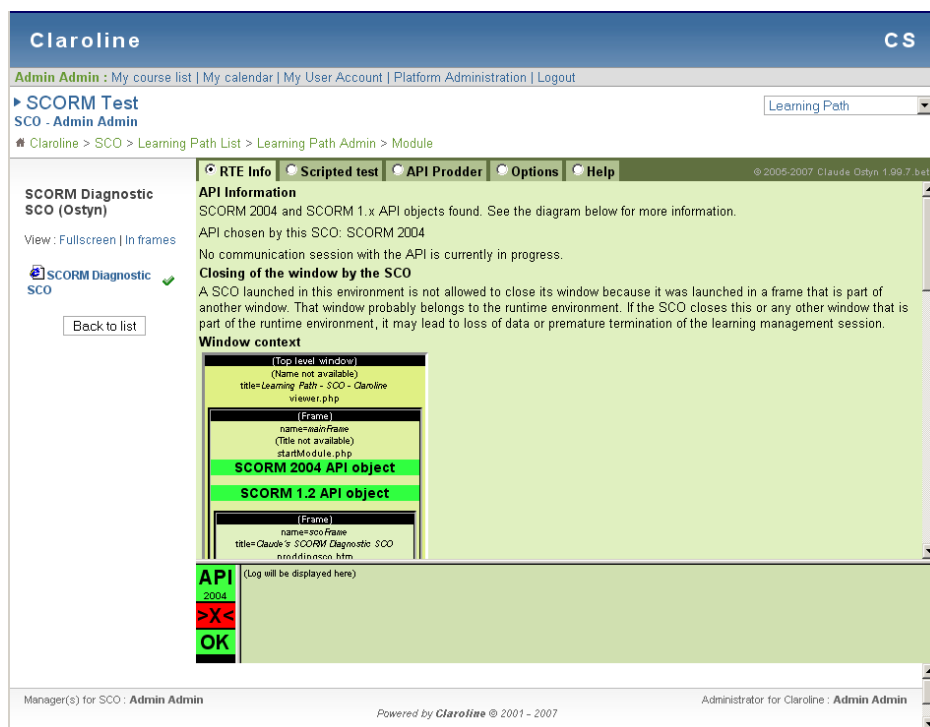 Claroline
CS
Admin Admin : My course list | My calendar | My User Account | Platform Administration | Logout
SCORM Test
SCO - Admin Admin
Learning Path
Claroline > SCO > Learning Path List > Learning Path Admin > Module
SCORM Diagnostic
SCO (Ostyn)
View : Fullscreen | In frames
SCORM Diagnostic
SCO
Back to list
RTE Info Scripted test API Prodder Options Help
© 2005-2007 Claude Ostyn 1.99.7.bet
API Information
SCORM 2004 and SCORM 1.x API objects found. See the diagram below for more information.
API chosen by this SCO: SCORM 2004
No communication session with the API is currently in progress.
Closing of the window by the SCO
A SCO launched in this environment is not allowed to close its window because it was launched in a frame that is part of
another window. That window probably belongs to the runtime environment. If the SCO closes this or any other window that is
part of the runtime environment, it may lead to loss of data or premature termination of the learning management session.
Window context
(Top level window)
(Name not available)
title=Learning Path - SCO - Claroline
viewer.php
(Frame)
name=mainFrame
(Title not available)
startModule.php
SCORM 2004 API object
SCORM 1.2 API object
(Frame)
name=scoFrame
title=Claude's SCORM Diagnostic SCO
proddingsco.htm
API
2004
>X<
OK
(Log will be displayed here)
Manager(s) for SCO : Admin Admin
Administrator for Claroline : Admin Admin
Powered by Claroline © 2001 - 2007